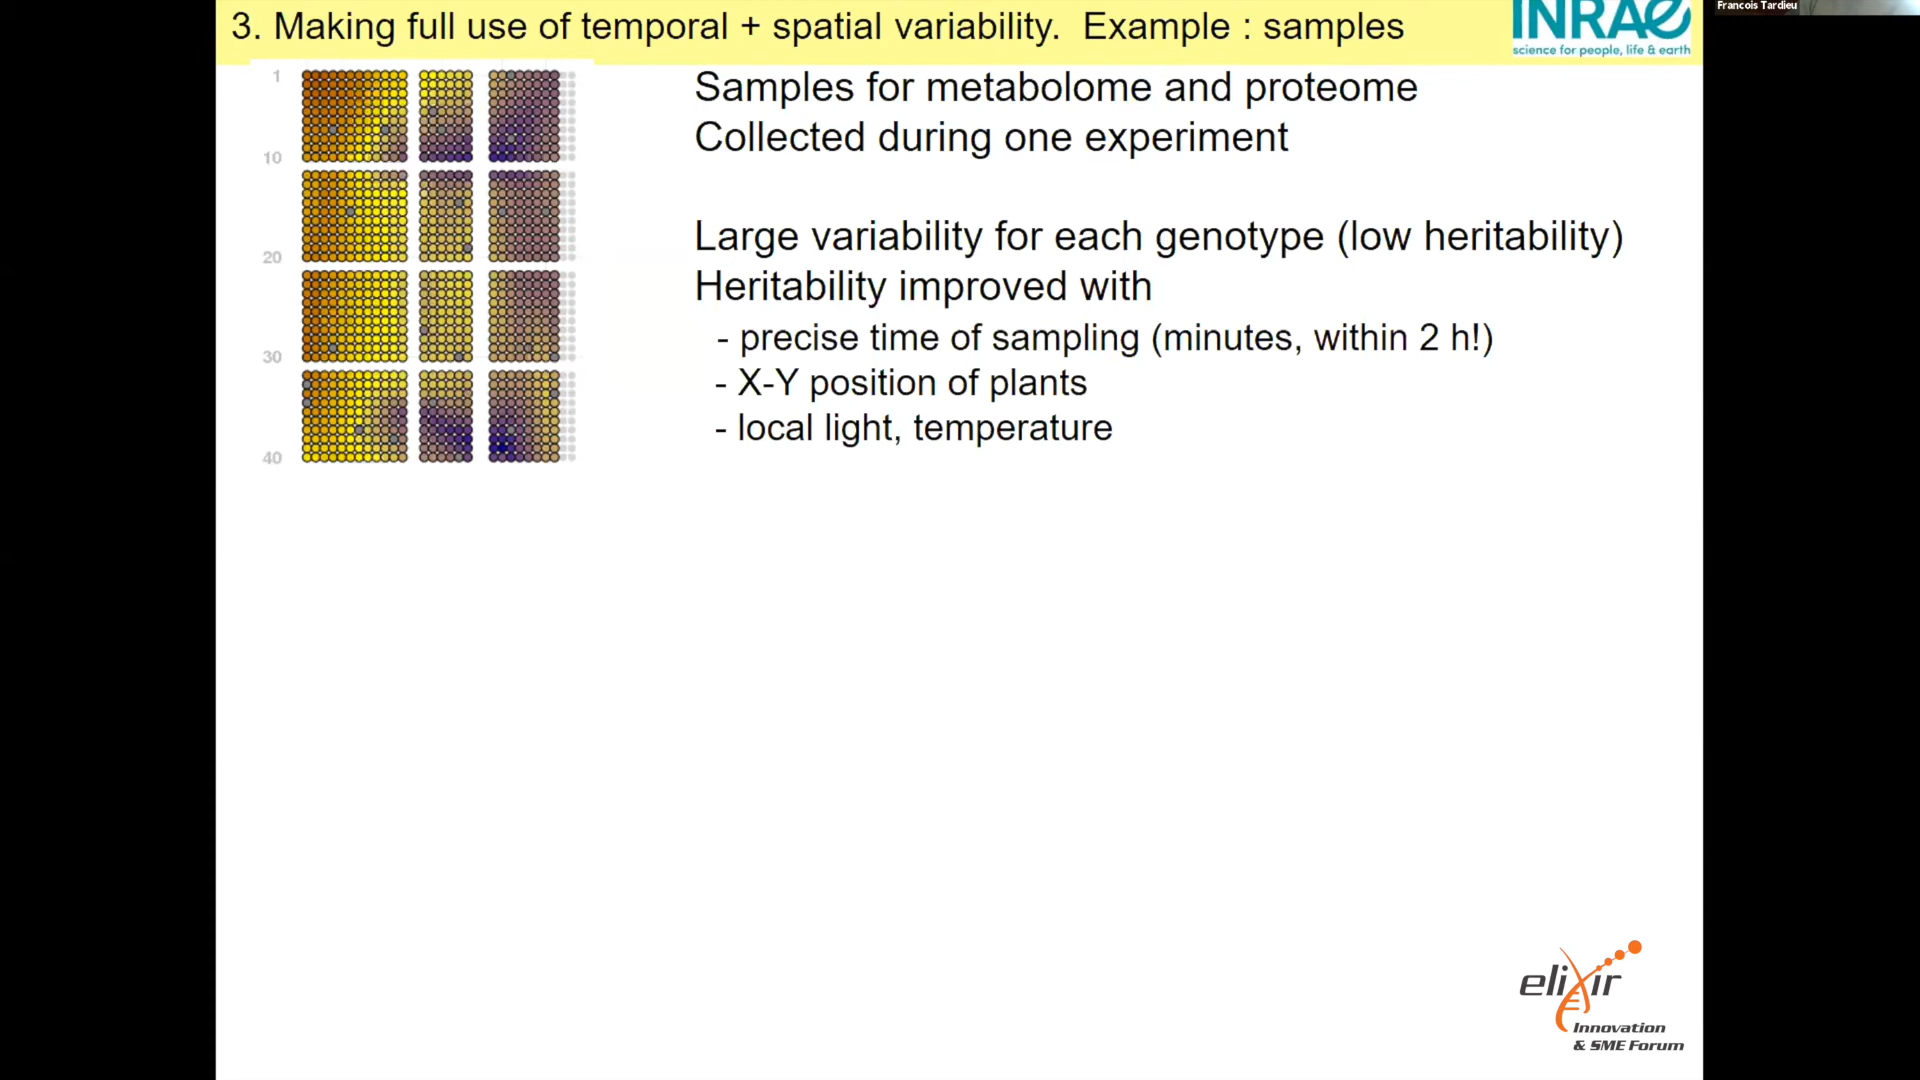 Francois Tardieu
3. Making full use of temporal + spatial variability.  Example : samples
INRAE
science for people, life & earth
1
10
20
30
40
Samples for metabolome and proteome
Collected during one experiment
Large variability for each genotype (low heritability)
Heritability improved with
- precise time of sampling (minutes, within 2 h!)
- X-Y position of plants
- local light, temperature
elixir
Innovation
& SME Forum